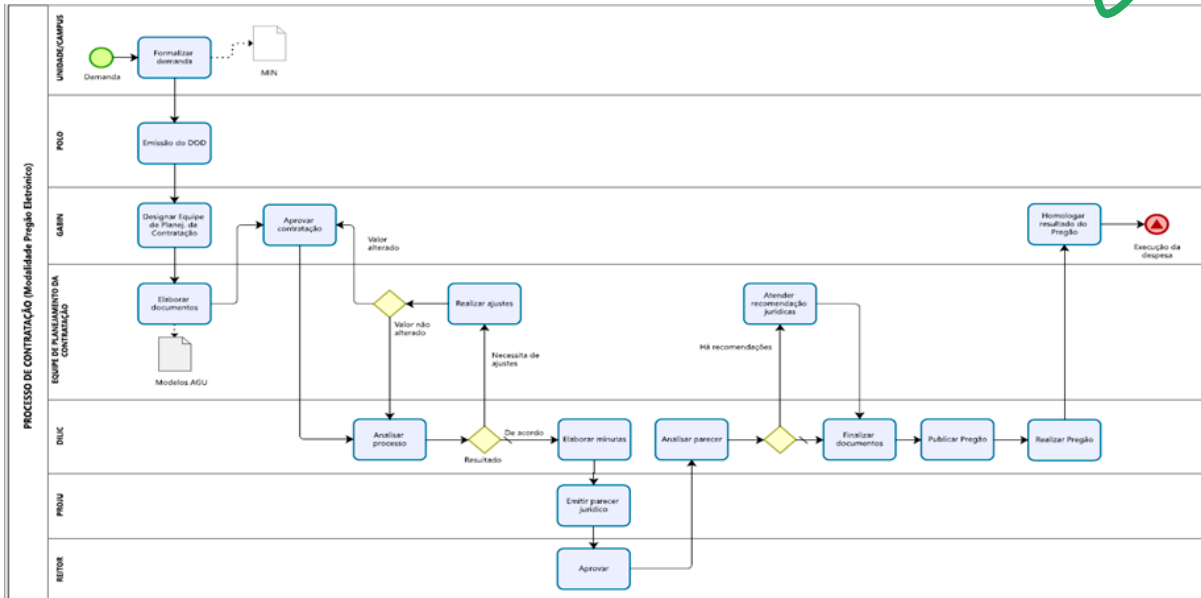 PROCESSO DE CONTRATAÇÃO (Modalidade Pregão Eletrônico)
UNIDADE/CAMPUS
Demanda
Formalizar
demanda
MIN
POLO
Emissão do DOD
GABIN
Designar Equipe
de Planej. da
Contratação
Aprovar
contratação
Valor
alterado
Homologar
resultado do
Pregão
Execução da
despesa
EQUIPE DE PLANEJAMENTO DA
CONTRATAÇÃO
Elaborar
documentos
Modelos AGU
Realizar ajustes
Valor não
alterado
Necessita de
ajustes
Atender
recomendação
jurídicas
Há recomendações
DILIC
Analisar
processo
Resultado
De acordo
Elaborar minutas
Analisar parecer
Finalizar
documentos
Publicar Pregão
Realizar Pregão
PROJU
Emitir parecer
jurídico
REITOR
Aprovar